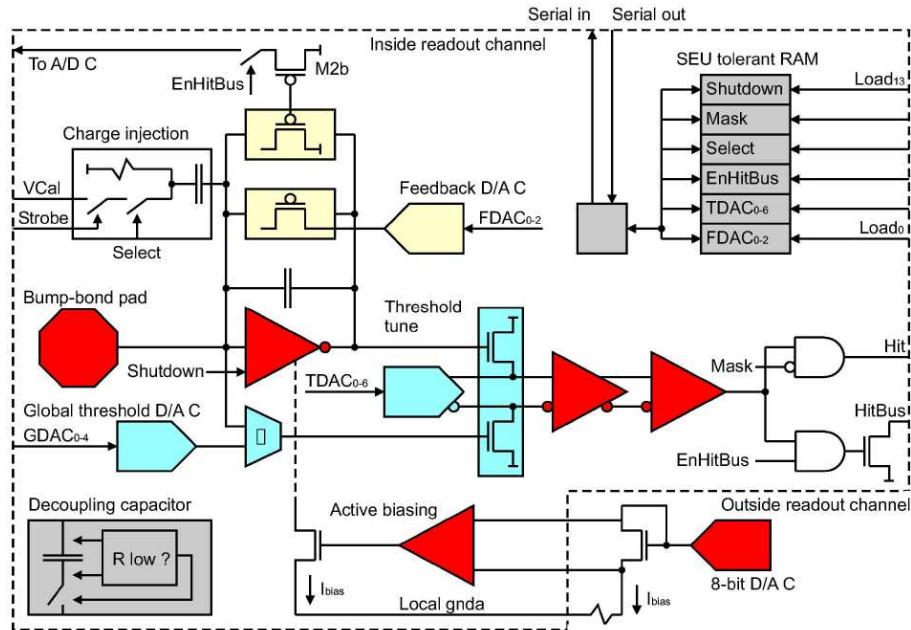 Serial in
Serial out
Inside readout channel
To A/D C
EnHitBus
M2b
SEU tolerant RAM
Shutdown
Load13
Mask
Select
EnHitBus
TDAC0-6
FDAC0-2
Load0
Charge injection
VCal
Strobe
Select
Feedback D/A C
FDAC0-2
Bump-bond pad
Shutdown
Threshold
tune
TDAC0-6
Mask
Hit
HitBus
EnHitBus
Global threshold D/A C
GDAC0-4
Decoupling capacitor
R low ?
Active biasing
Outside readout channel
8-bit D/A C
Ibias
Local gnda
Ibias